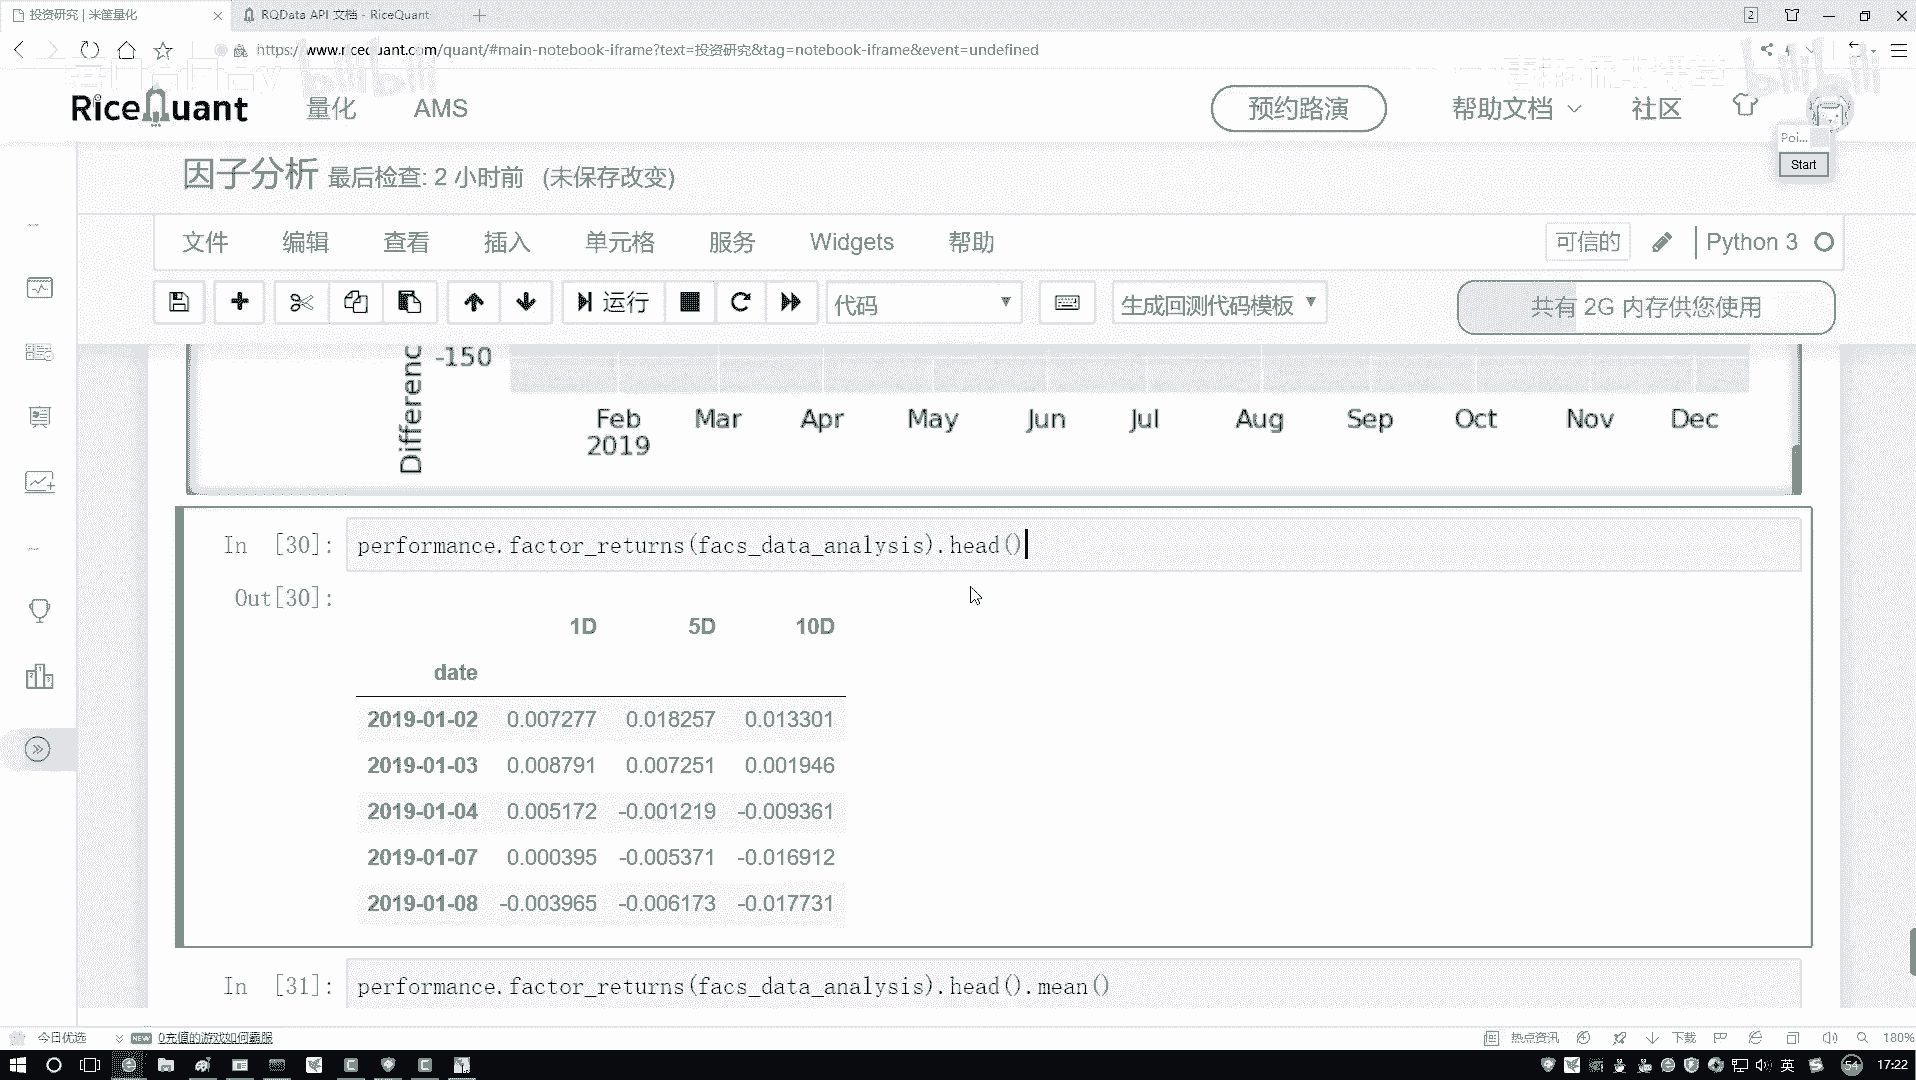 投资研究 | 米筐量化
RQData API 文档 - RiceQuant
2
https://www.ricequant.com/quant/#main-notebook-iframe?text=投资研究&tag=notebook-iframe&event=undefined
bilibili
bilibili
RiceQuant
量化
AMS
预约路演
帮助文档
社区
Poi...
Start
因子分析 最后检查: 2 小时前 (未保存改变)
文件 编辑 查看 插入 单元格 服务 Widgets 帮助
可信的
Python 3
运行
代码
生成回测代码模板
共有 2G 内存供您使用
Differenc
-150
Feb Mar Apr May Jun Jul Aug Sep Oct Nov Dec
2019
In [30]: performance.factor_returns(facs_data_analysis).head()
Out[30]:
1D 5D 10D
date
2019-01-02 0.007277 0.018257 0.013301
2019-01-03 0.008791 0.007251 0.001946
2019-01-04 0.005172 -0.001219 -0.009361
2019-01-07 0.000395 -0.005371 -0.016912
2019-01-08 -0.003965 -0.006173 -0.017731
In [31]: performance.factor_returns(facs_data_analysis).head().mean()
今日优选
NEW 0充值的游戏如何霸服
热点资讯
下载
180%
英
54
17:22